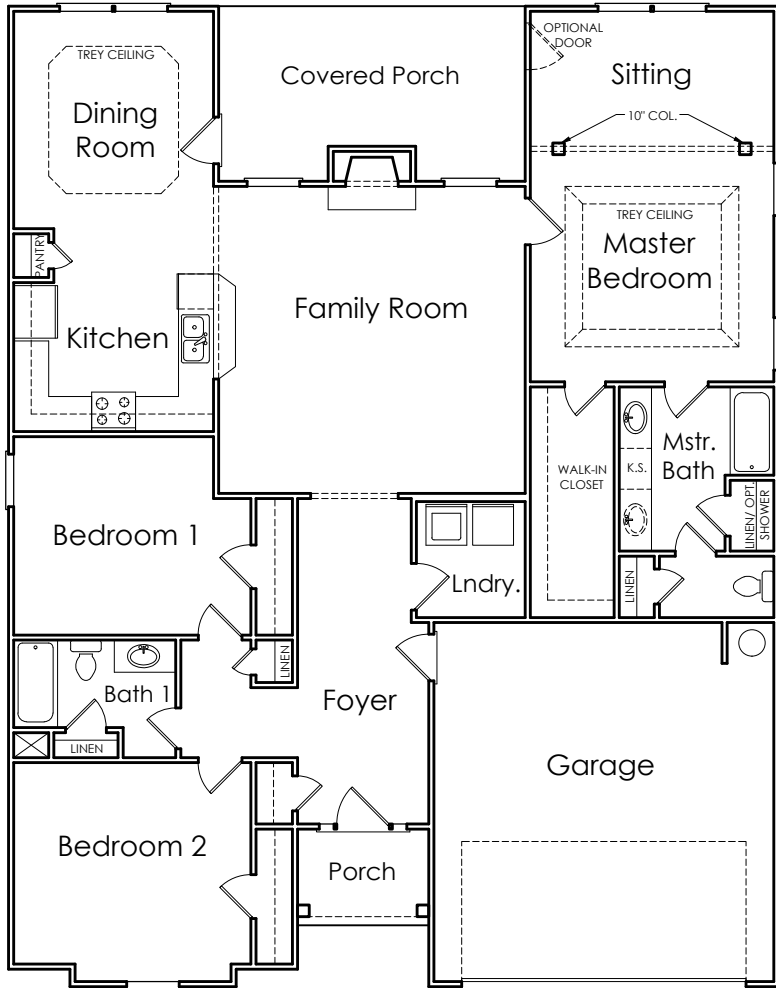 TREY CEILING
Dining
Room
Covered Porch
OPTIONAL
DOOR
Sitting
10" COL.
PANTRY
Kitchen
Family Room
TREY CEILING
Master
Bedroom
WALK-IN
CLOSET
K.S.
Mstr.
Bath
LINEN/ OPT.
SHOWER
LINEN
Bedroom 1
Lndry.
LINEN
Bath 1
LINEN
Foyer
Garage
Bedroom 2
Porch